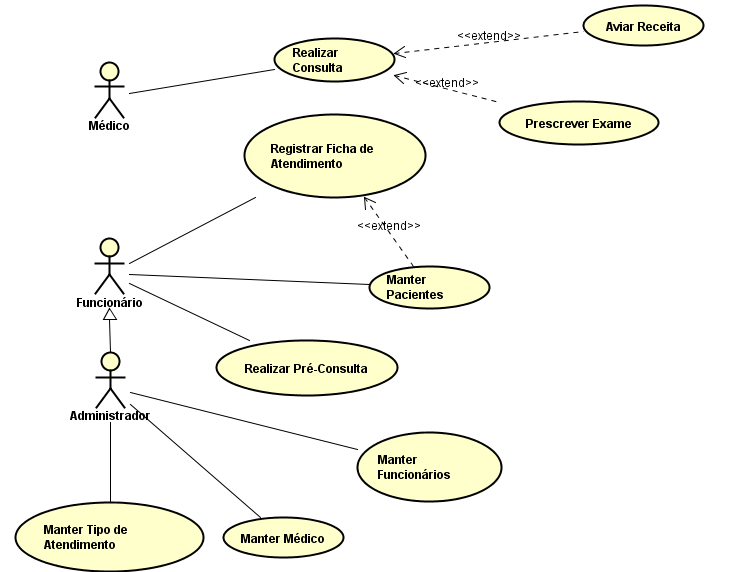 Realizar
Consulta
<<extend>>
Aviar Receita
<<extend>>
Prescrever Exame
Médico
Registrar Ficha de
Atendimento
<<extend>>
Funcionário
Manter
Pacientes
Realizar Pré-Consulta
Administrador
Manter
Funcionários
Manter Tipo de
Atendimento
Manter Médico